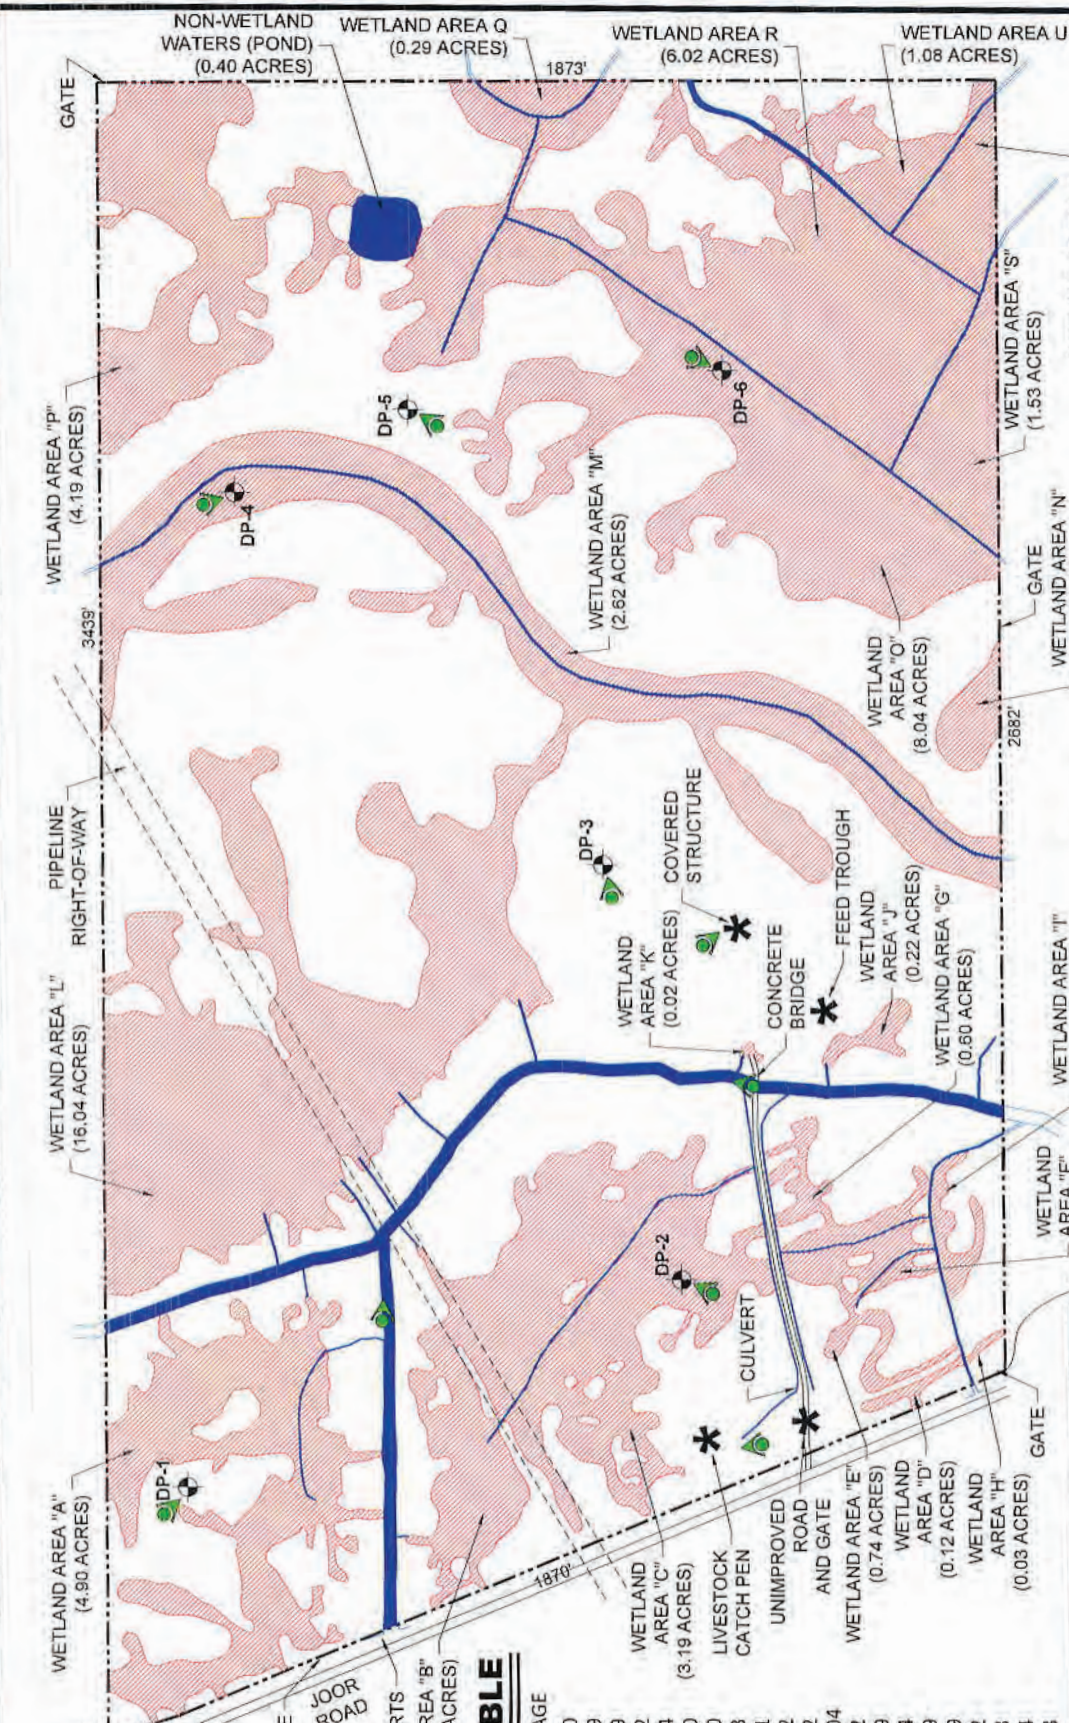 NON-WETLAND
WATERS (POND)
(0.40 ACRES)
WETLAND AREA Q
(0.29 ACRES)
WETLAND AREA R
(6.02 ACRES)
WETLAND AREA U
(1.08 ACRES)
1873'
GATE
WETLAND AREA "P"
(4.19 ACRES)
3439'
DP-4
DP-5
DP-6
WETLAND AREA "S"
(1.53 ACRES)
WETLAND AREA "M"
(2.62 ACRES)
WETLAND
AREA "O"
(8.04 ACRES)
GATE
WETLAND AREA "N"
2682'
PIPELINE
RIGHT-OF-WAY
DP-3
COVERED
STRUCTURE
FEED TROUGH
WETLAND
AREA "K"
(0.02 ACRES)
CONCRETE
BRIDGE
WETLAND
AREA "J"
(0.22 ACRES)
WETLAND AREA "G"
(0.60 ACRES)
WETLAND AREA "I"
WETLAND AREA "L"
(16.04 ACRES)
WETLAND
AREA "F"
DP-2
CULVERT
WETLAND AREA "A"
(4.90 ACRES)
DP-1
1870'
WETLAND
AREA "C"
(3.19 ACRES)
LIVESTOCK
CATCH PEN
UNIMPROVED
ROAD
AND GATE
WETLAND AREA "E"
(0.74 ACRES)
WETLAND
AREA "D"
(0.12 ACRES)
WETLAND
AREA "H"
(0.03 ACRES)
GATE
JOOR
ROAD
RTS
REA "B"
ACRES)
BLE
AGE